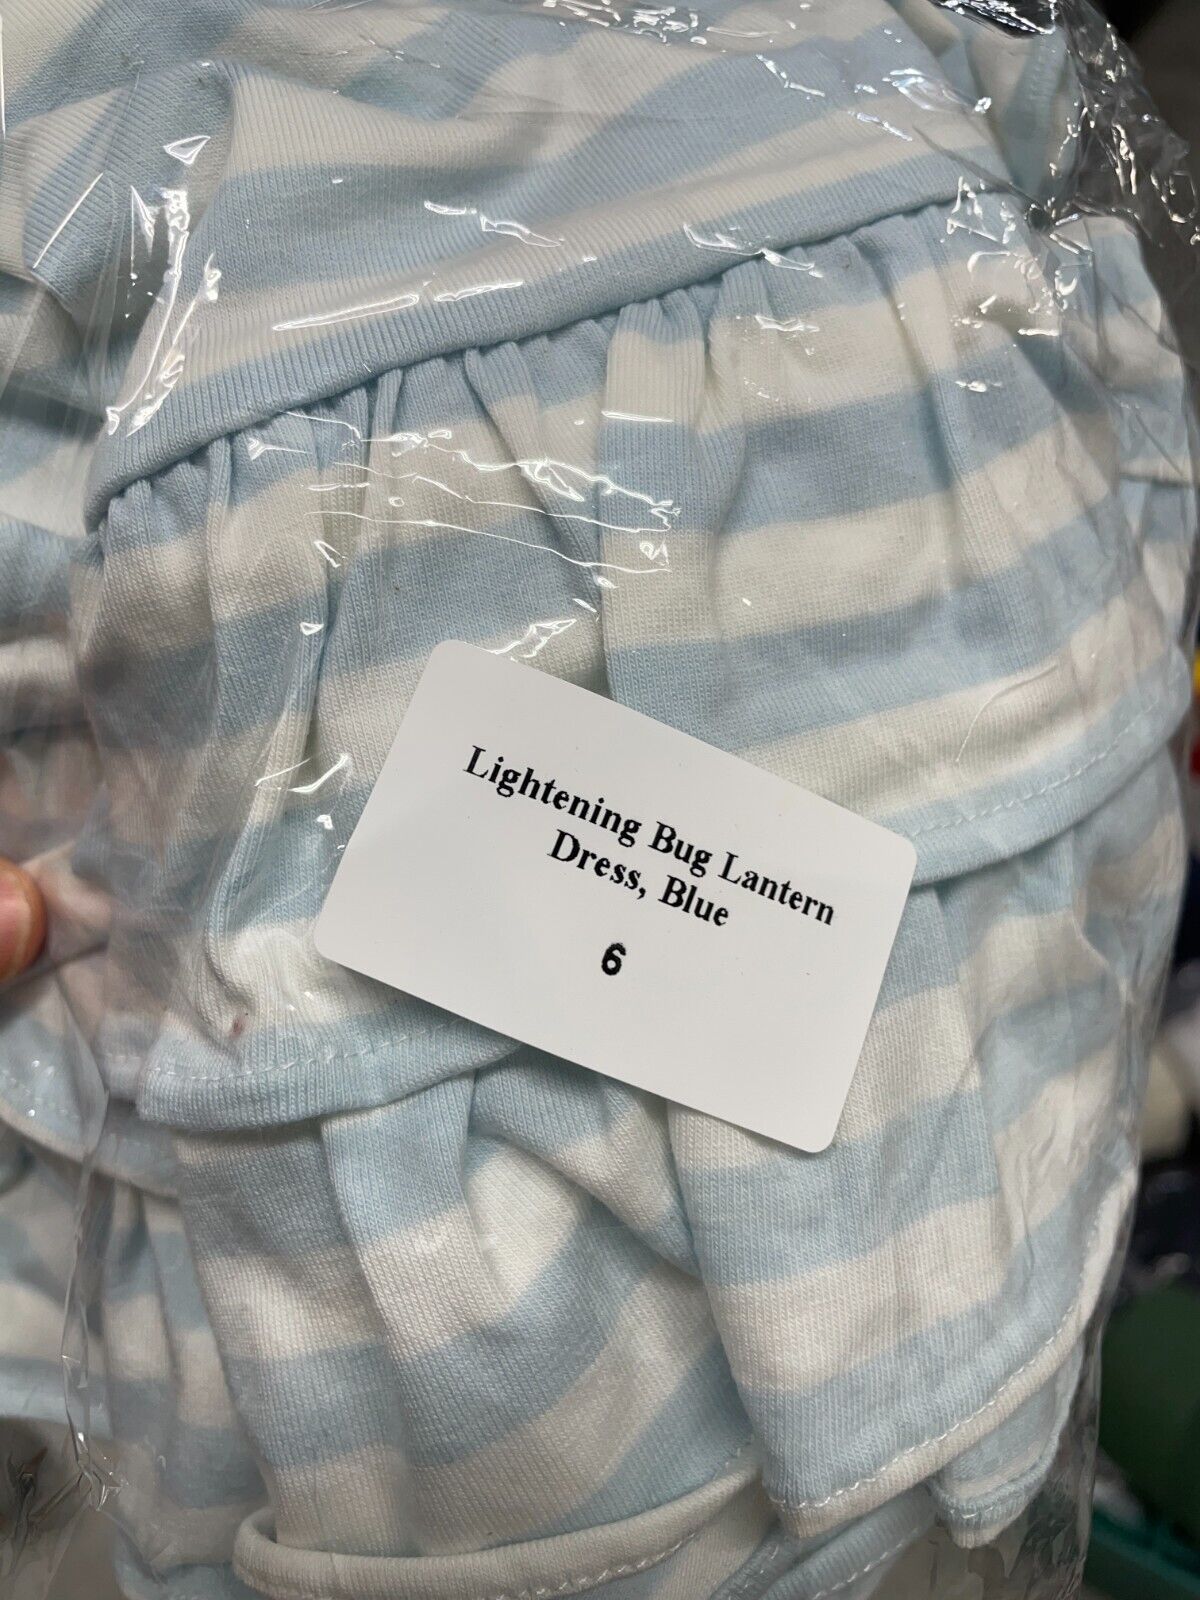 Lightening Bug Lantern
Dress, Blue
6